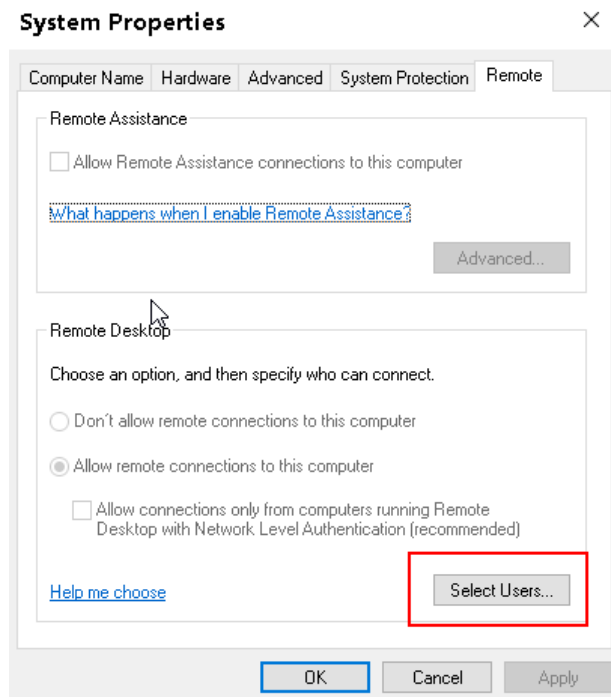 System Properties
Computer Name Hardware Advanced System Protection Remote
Remote Assistance
Allow Remote Assistance connections to this computer
What happens when I enable Remote Assistance?
Advanced...
Remote Desktop
Choose an option, and then specify who can connect.
Don´t allow remote connections to this computer
Allow remote connections to this computer
Allow connections only from computers running Remote
Desktop with Network Level Authentication (recommended)
Help me choose
Select Users...
OK Cancel Apply